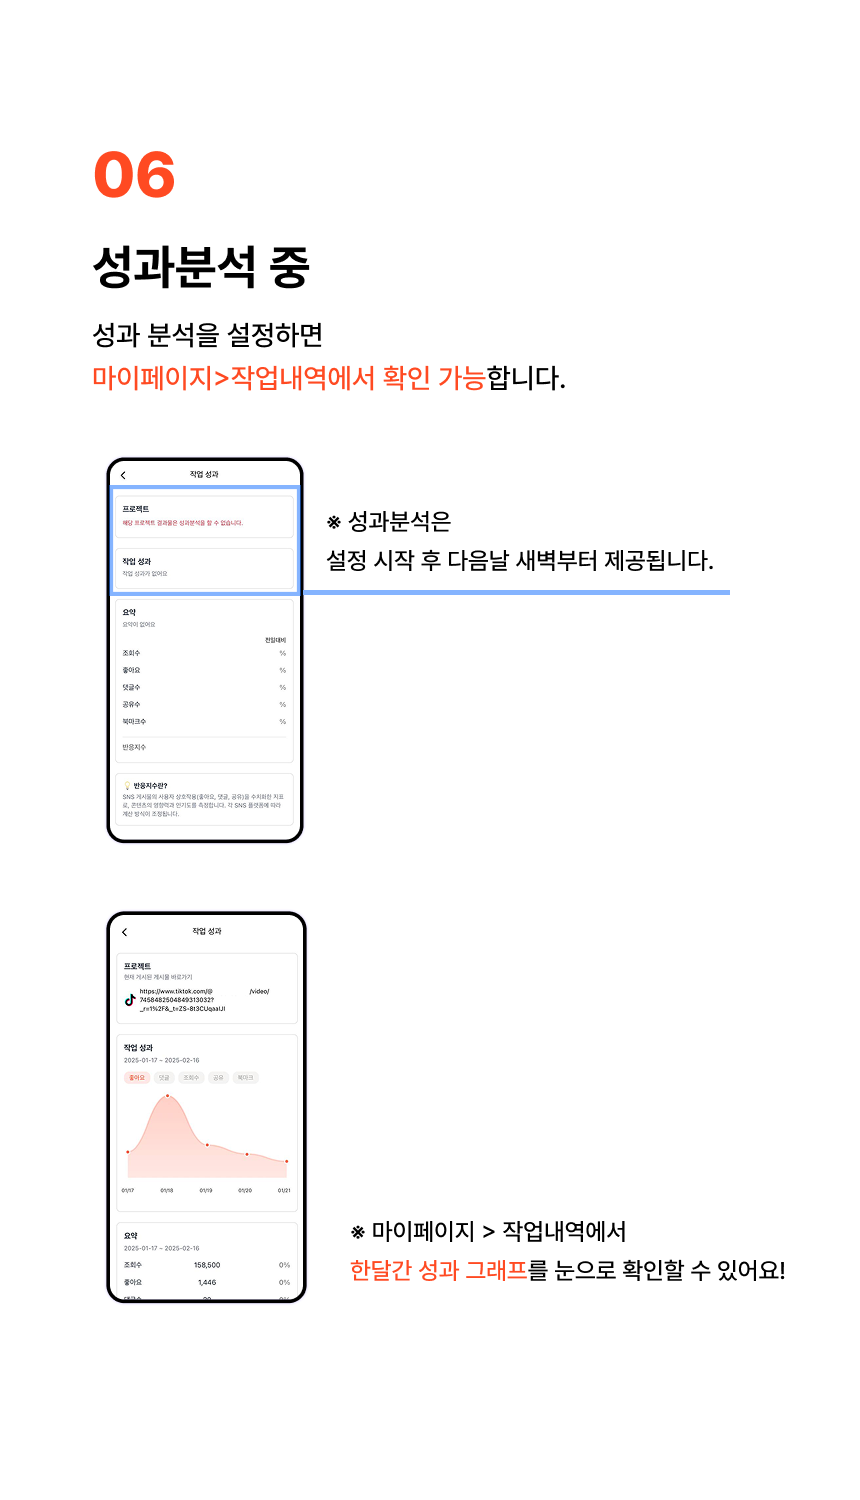 06
성과분석 중
성과 분석을 설정하면
마이페이지>작업내역에서 확인 가능합니다.
작업 성과
프로젝트
해당 프로젝트 결과물은 성과분석을 할 수 없습니다.
작업 성과
작업 성과가 없어요
※ 성과분석은
설정 시작 후 다음날 새벽부터 제공됩니다.
요약
요약이 없어요
전일대비
조회수 %
좋아요 %
댓글수 %
공유수 %
북마크수 %
반응지수
💡 반응지수란?
SNS 게시물의 사용자 상호작용(좋아요, 댓글, 공유)을 수치화한 지표
로, 콘텐츠의 영향력과 인기도를 측정합니다. 각 SNS 플랫폼에 따라
계산 방식이 조정됩니다.
작업 성과
프로젝트
현재 게시된 게시물 바로가기
https://www.tiktok.com/@ /video/
7458482504849313032?
_r=1%2F&_t=ZS-8t3CUqaalJI
작업 성과
2025-01-17 ~ 2025-02-16
좋아요 댓글 조회수 공유 북마크
01/17 01/18 01/19 01/20 01/21
요약
2025-01-17 ~ 2025-02-16
조회수 158,500 0%
좋아요 1,446 0%
※ 마이페이지 > 작업내역에서
한달간 성과 그래프를 눈으로 확인할 수 있어요!